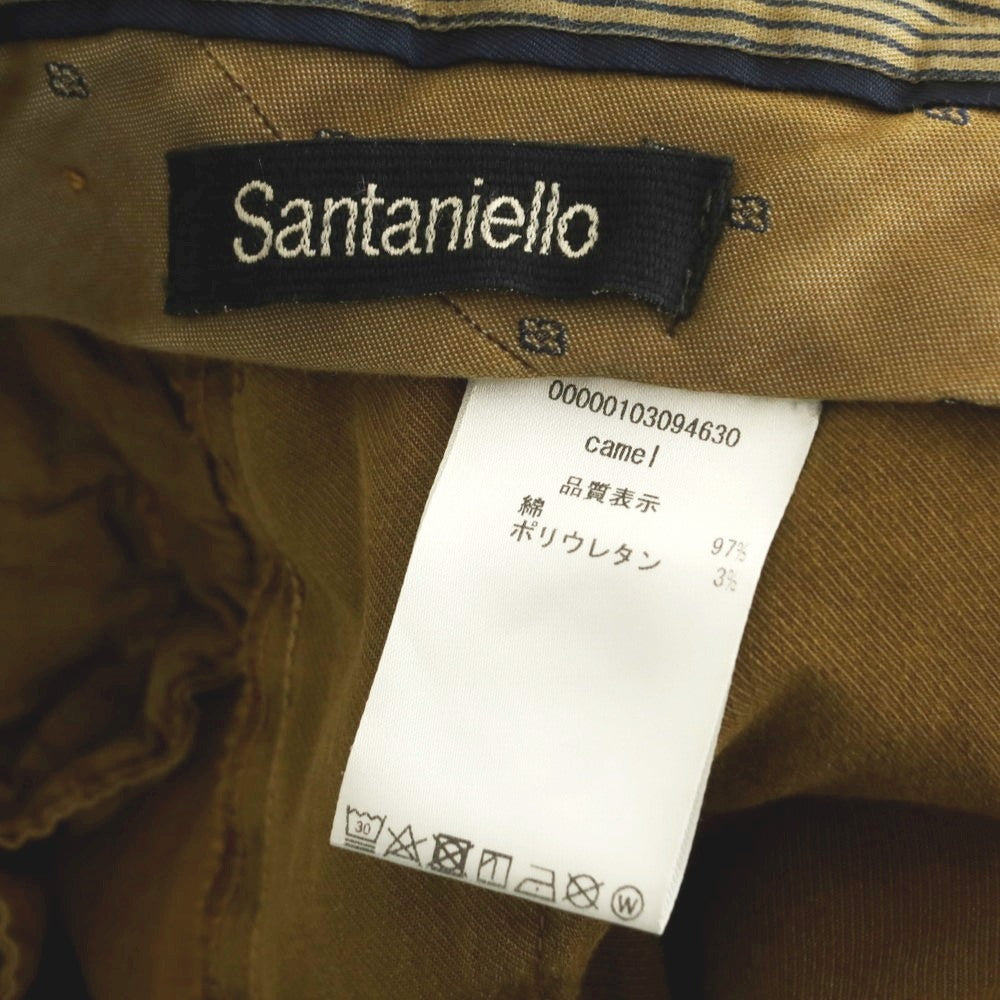 Santaniello
00000103094630
camel
品質表示
綿 97%
ポリウレタン 3%
30 W